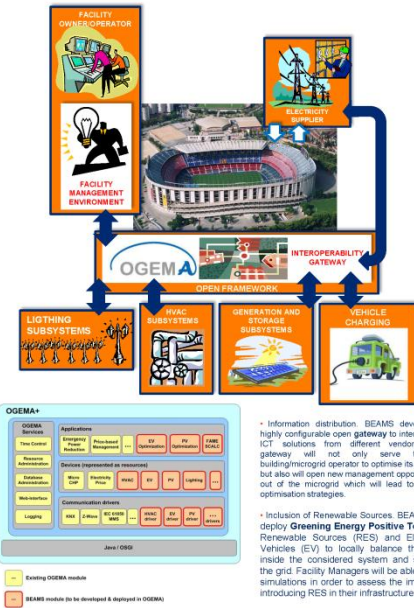 FACILITY
OWNER/OPERATOR
FACILITY
MANAGEMENT
ENVIRONMENT
ELECTRICITY
SUPPLIER
OGEMA
INTEROPERABILITY
GATEWAY
OPEN FRAMEWORK
LIGTHING
SUBSYSTEMS
HVAC
SUBSYSTEMS
GENERATION AND
STORAGE
SUBSYSTEMS
VEHICLE
CHARGING
OGEMA+
OGEMA
Services
Time Control
Resource
Administration
Database
Administration
Web-interface
Logging
Applications
Emergency
Power
Reduction
Price-based
Management
...
EV
Optimization
PV
Optimization
FAME
SCALC
Devices (represented as resources)
Micro
CHP
Electricity
Price
HVAC
EV
PV
Lighting
...
Communication drivers
KNX
Z-Wave
IEC 61850
MMS
...
HVAC
driver
EV
driver
PV
driver
...
drivers
Java / OSGi
... Existing OGEMA module
... BEAMS module (to be developed & deployed in OGEMA)
• Information distribution. BEAMS deve
highly configurable open gateway to inter
ICT solutions from different vendor
gateway will not only serve
building/microgrid operator to optimise its
but also will open new management oppo
out of the microgrid which will lead to
optimisation strategies.
• Inclusion of Renewable Sources. BEA
deploy Greening Energy Positive To
Renewable Sources (RES) and El
Vehicles (EV) to locally balance th
inside the considered system and
the grid. Facility Managers will be able
simulations in order to assess the im
introducing RES in their infrastructure